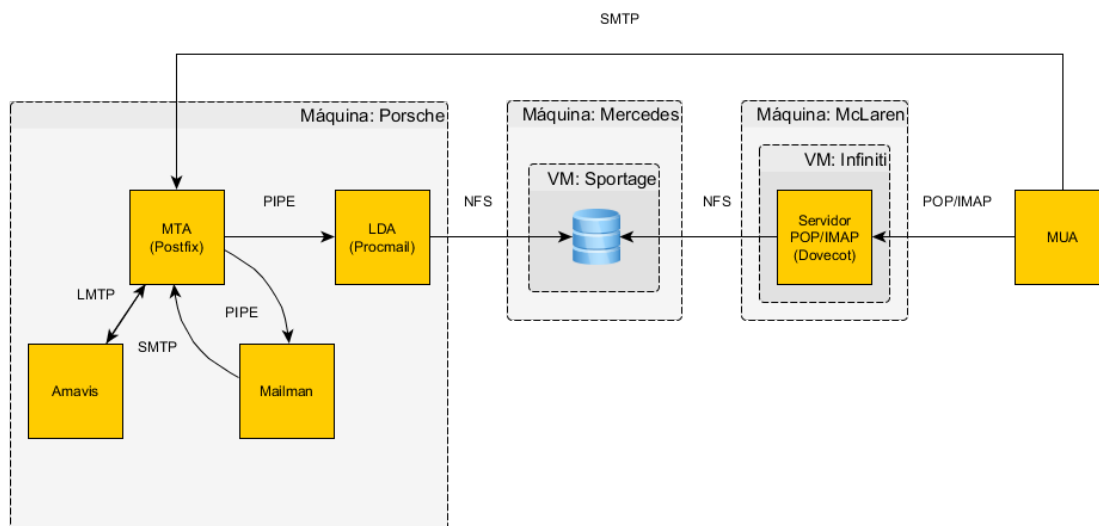 SMTP
Máquina: Porsche
Máquina: Mercedes
Máquina: McLaren
VM: Sportage
VM: Infiniti
MTA
(Postfix)
PIPE
LDA
(Procmail)
NFS
NFS
Servidor
POP/IMAP
(Dovecot)
POP/IMAP
MUA
LMTP
PIPE
SMTP
Amavis
Mailman